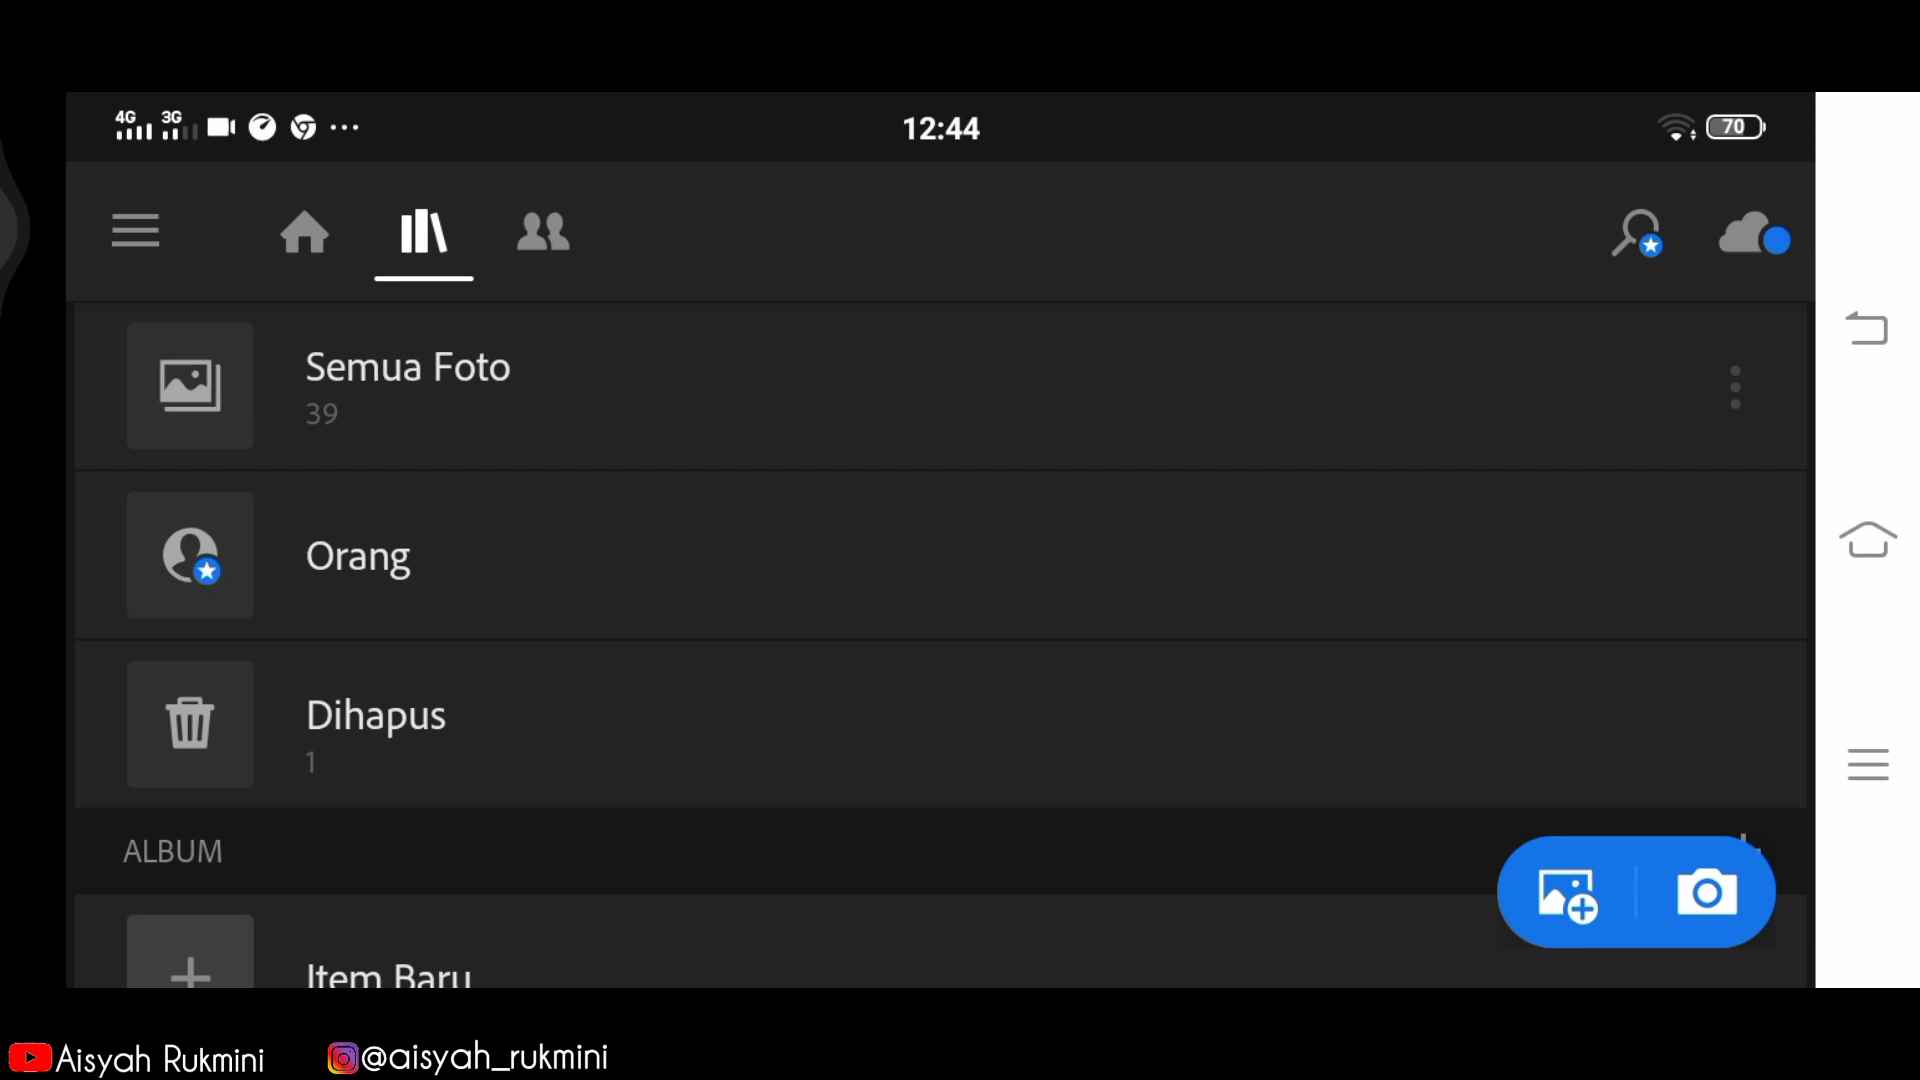 4G 3G 12:44 70
Semua Foto
39
Orang
Dihapus
1
ALBUM
Item Baru
Aisyah Rukmini @aisyah_rukmini